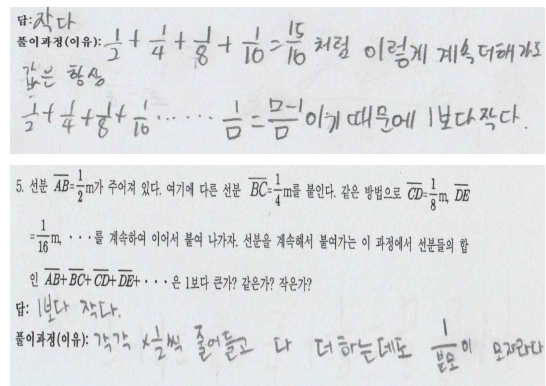 답: 작다
풀이과정(이유): 1/2 + 1/4 + 1/8 + 1/16 = 15/16 처럼 이렇게 계속 더해가도
값은 항상
1/2 + 1/4 + 1/8 + 1/16 ...... 1/□ = □-1/□ 이기 때문에 1보다 작다.
5. 선분 AB=1/2m가 주어져 있다. 여기에 다른 선분 BC=1/4m를 붙인다. 같은 방법으로 CD=1/8m, DE
=1/16m, ···를 계속하여 이어서 붙여 나가자. 선분을 계속해서 붙여가는 이 과정에서 선분들의 합
인 AB+BC+CD+DE+···은 1보다 큰가? 같은가? 작은가?
답: 1보다 작다.
풀이과정(이유): 각각 ×1/2씩 줄어들고 다 더하는데도 1/분모이 모자라다